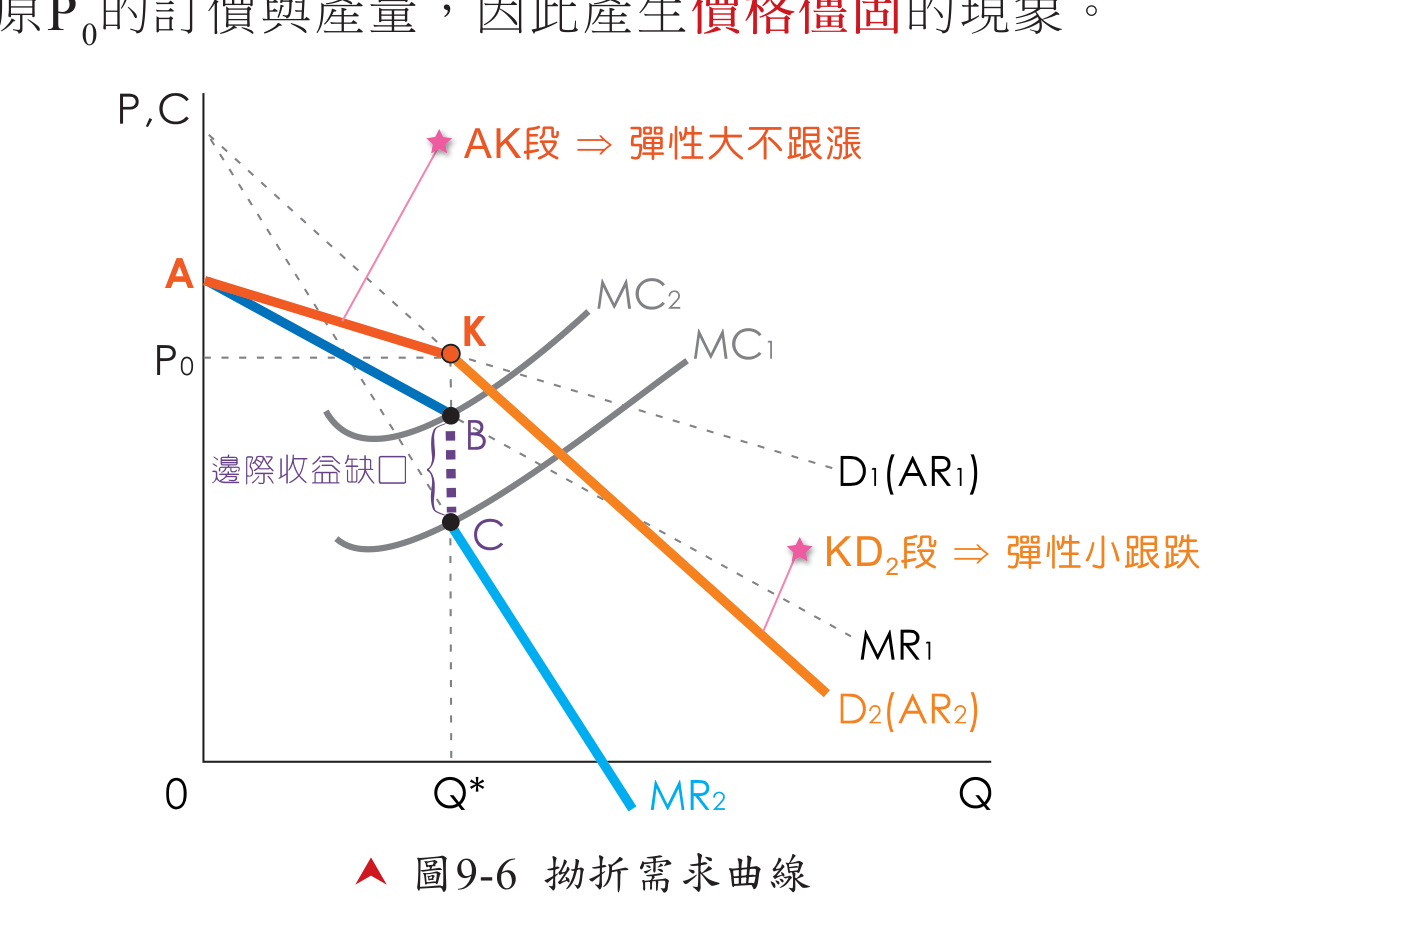 原P₀的訂價與產量，因此產生價格僵固的現象。
P,C
AK段 ⇒ 彈性大不跟漲
A
MC₂
K
MC₁
P₀
B
邊際收益缺口
D₁(AR₁)
C
KD₂段 ⇒ 彈性小跟跌
MR₁
D₂(AR₂)
0
Q*
MR₂
Q
圖9-6 拗折需求曲線